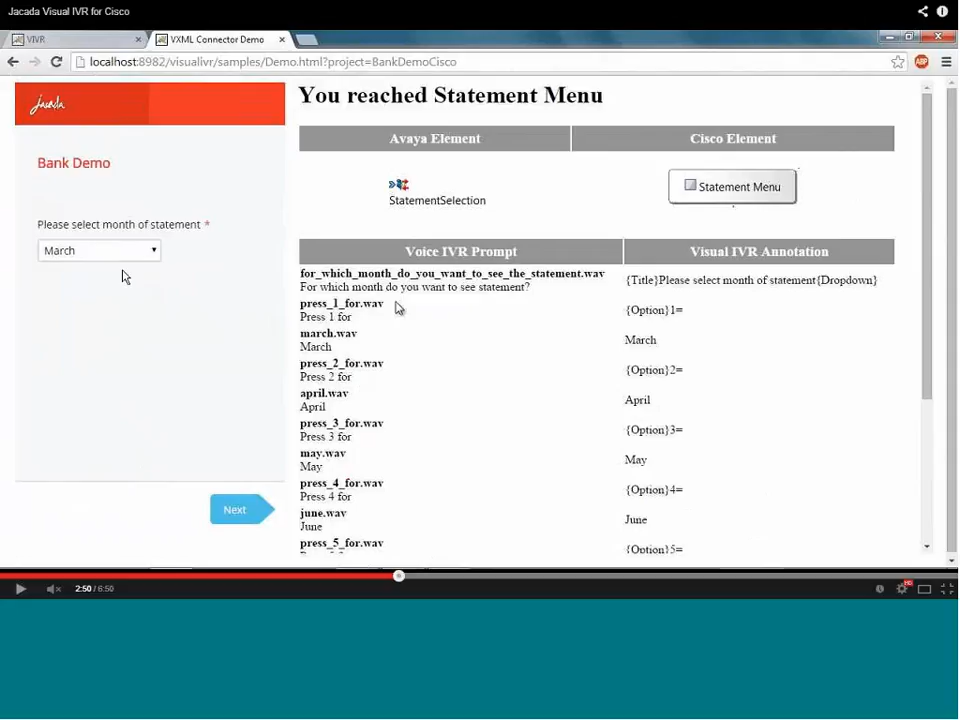 Jacada Visual IVR for Cisco
VIVR
VXML Connector Demo
localhost:8982/visualivr/samples/Demo.html?project=BankDemoCisco
ABP
Jacada
Bank Demo
Please select month of statement *
March
Next
You reached Statement Menu
Avaya Element Cisco Element
StatementSelection
Statement Menu
Voice IVR Prompt Visual IVR Annotation
for_which_month_do_you_want_to_see_the_statement.wav
For which month do you want to see statement?
{Title}Please select month of statement{Dropdown}
press_1_for.wav
Press 1 for
{Option}1=
march.wav
March
March
press_2_for.wav
Press 2 for
{Option}2=
april.wav
April
April
press_3_for.wav
Press 3 for
{Option}3=
may.wav
May
May
press_4_for.wav
Press 4 for
{Option}4=
june.wav
June
June
press_5_for.wav
{Option}5=
2:50 / 6:50
HD